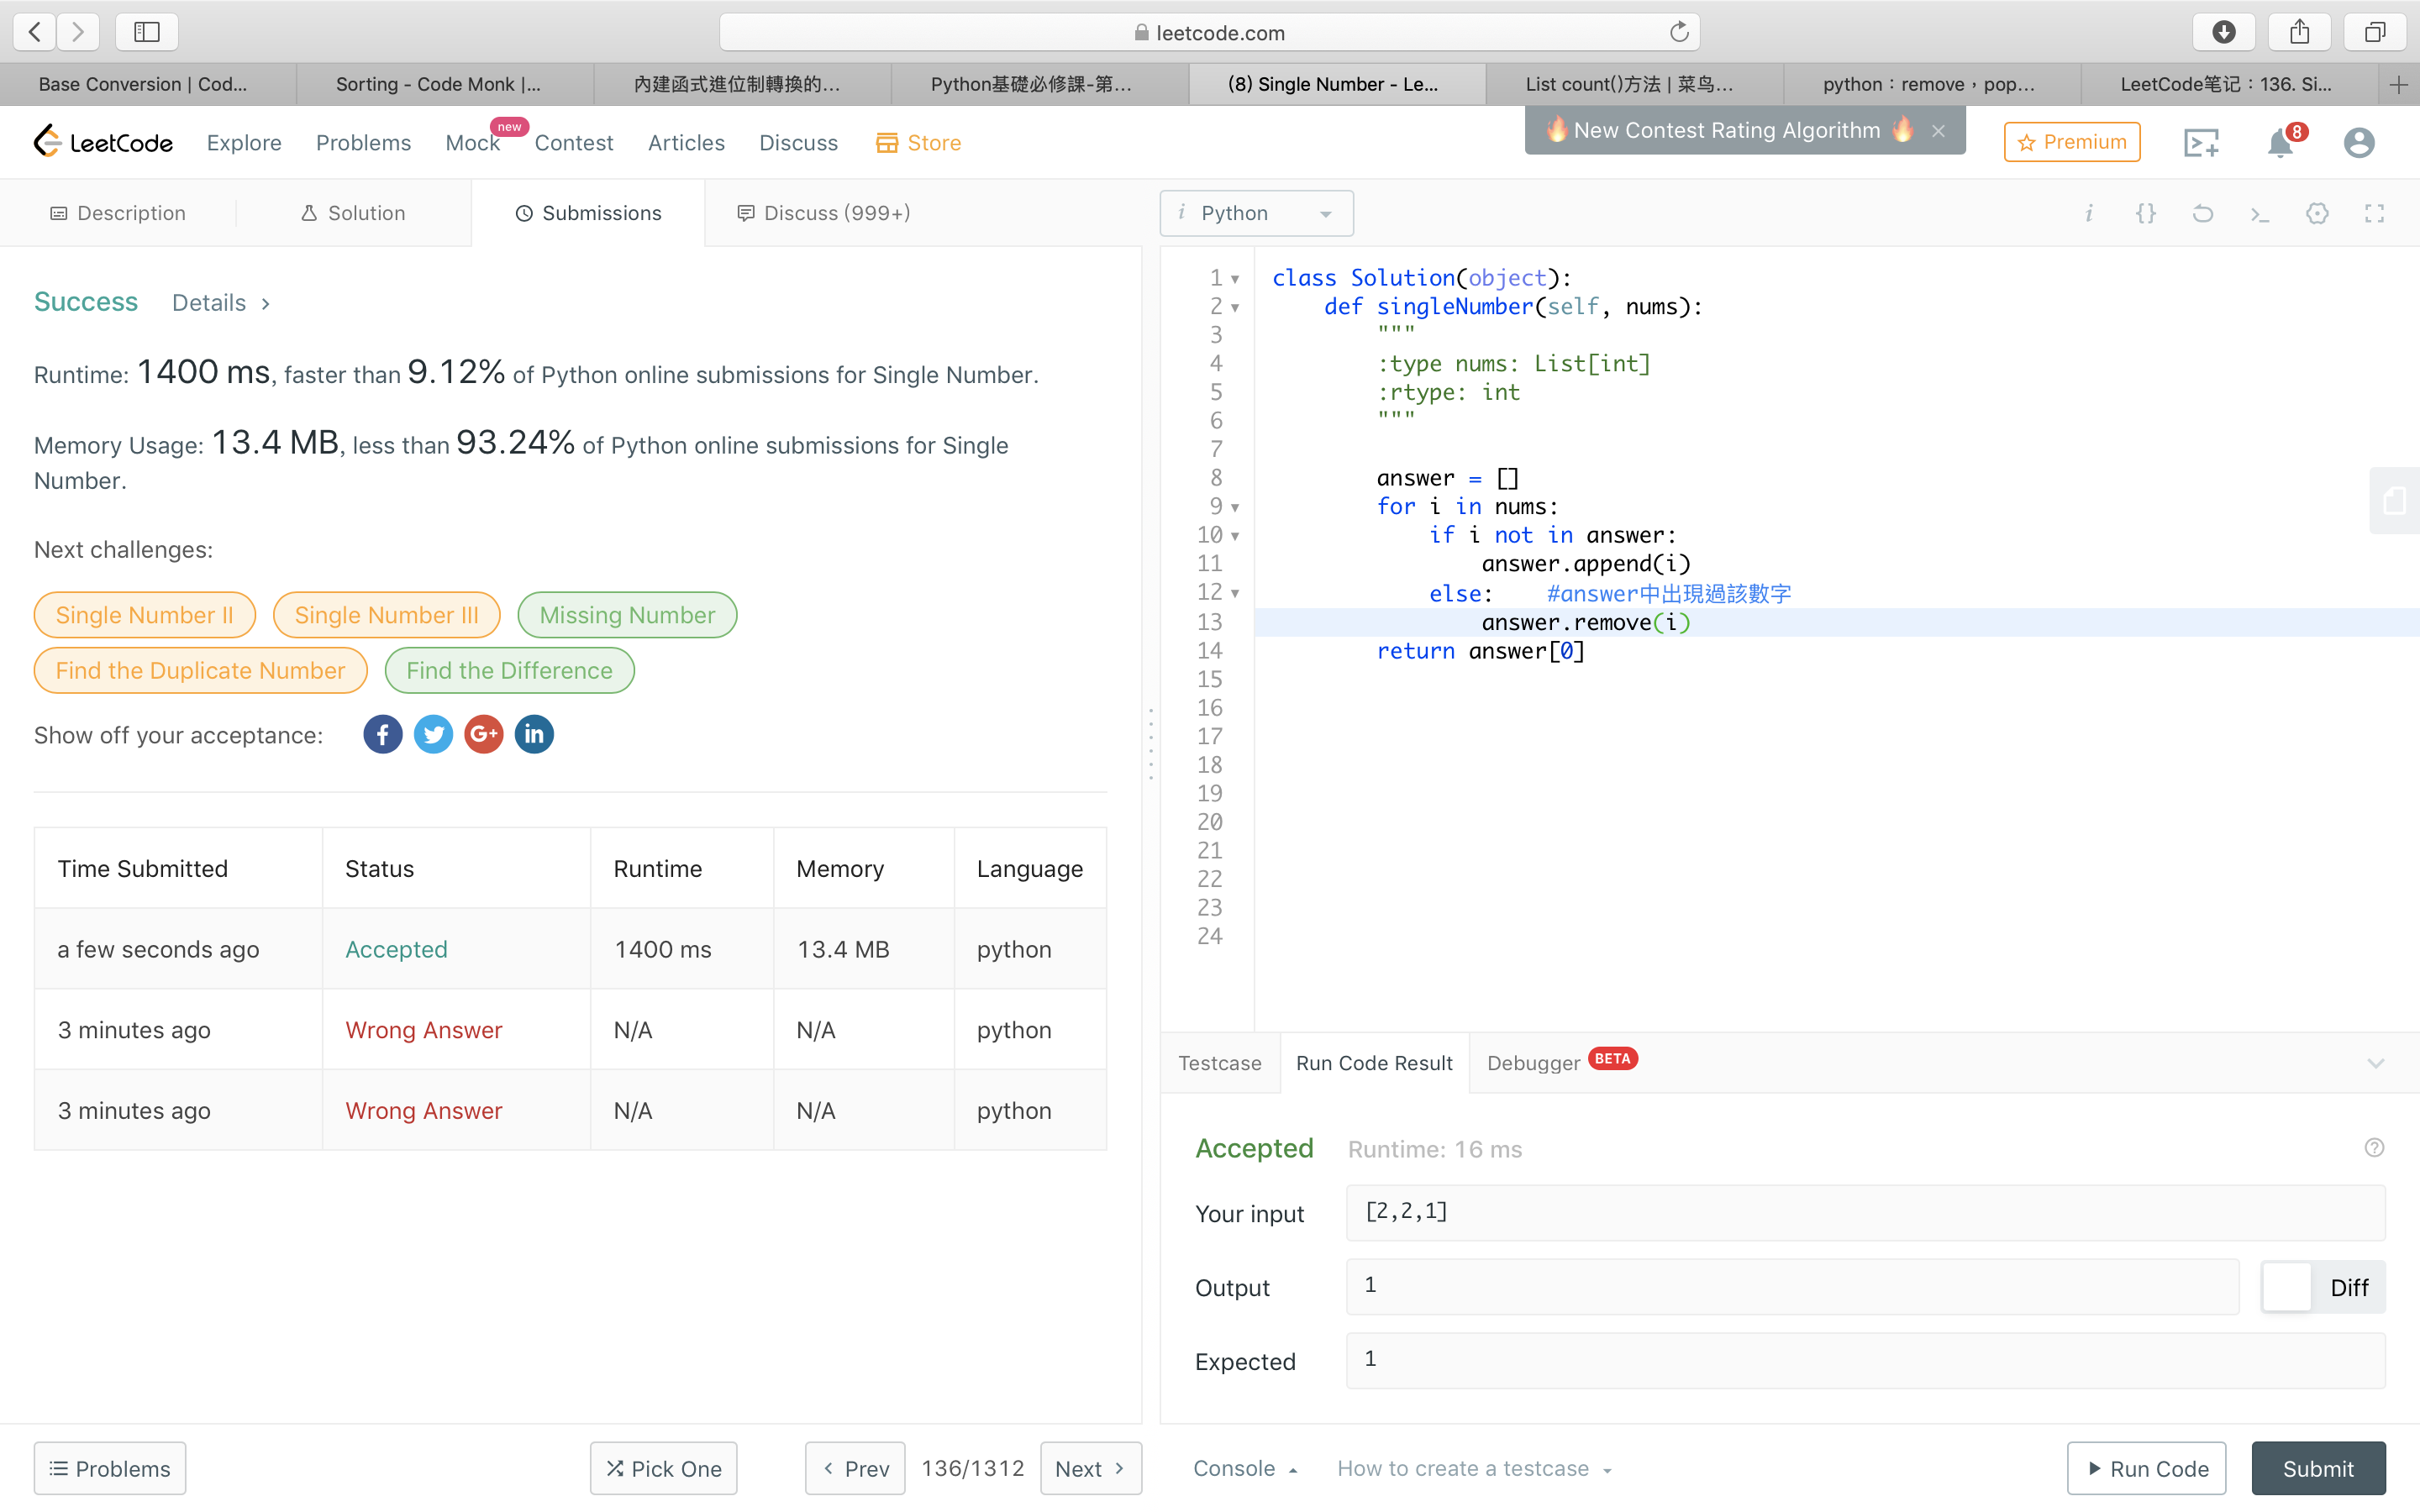 leetcode.com
Base Conversion | Cod...
Sorting - Code Monk |...
內建函式進位制轉換的...
Python基礎必修課-第...
(8) Single Number - Le...
List count()方法 | 菜鸟...
python：remove，pop...
LeetCode笔记：136. Si...
LeetCode
Explore
Problems
Mock
new
Contest
Articles
Discuss
Store
New Contest Rating Algorithm
Premium
8
Description
Solution
Submissions
Discuss (999+)
i Python
Success
Details
Runtime: 1400 ms, faster than 9.12% of Python online submissions for Single Number.
Memory Usage: 13.4 MB, less than 93.24% of Python online submissions for Single
Number.
Next challenges:
Single Number II
Single Number III
Missing Number
Find the Duplicate Number
Find the Difference
Show off your acceptance:
Time Submitted Status Runtime Memory Language
a few seconds ago Accepted 1400 ms 13.4 MB python
3 minutes ago Wrong Answer N/A N/A python
3 minutes ago Wrong Answer N/A N/A python
Problems
Pick One
Prev
136/1312
Next
1 class Solution(object):
2 def singleNumber(self, nums):
3 """
4 :type nums: List[int]
5 :rtype: int
6 """
7
8 answer = []
9 for i in nums:
10 if i not in answer:
11 answer.append(i)
12 else: #answer中出現過該數字
13 answer.remove(i)
14 return answer[0]
15
16
17
18
19
20
21
22
23
24
Testcase
Run Code Result
Debugger BETA
Accepted Runtime: 16 ms
Your input [2,2,1]
Output 1
Diff
Expected 1
Console
How to create a testcase
Run Code
Submit